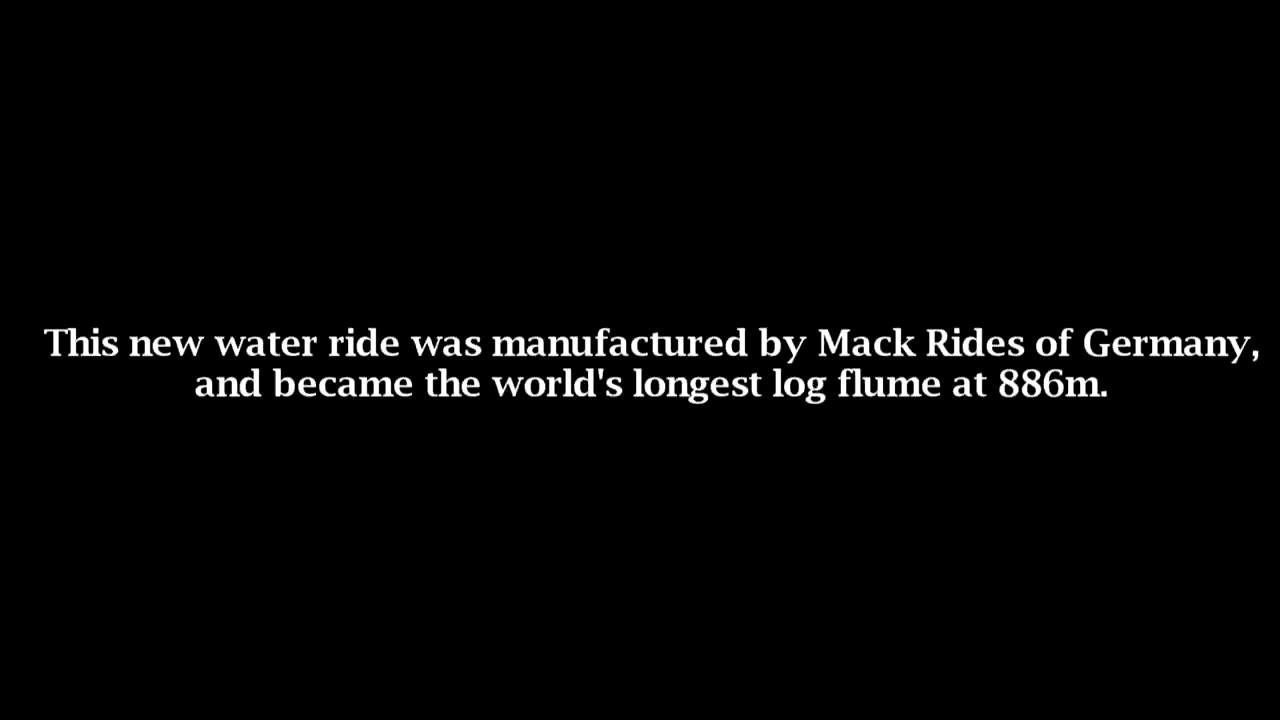 This new water ride was manufactured by Mack Rides of Germany,
and became the world's longest log flume at 886m.